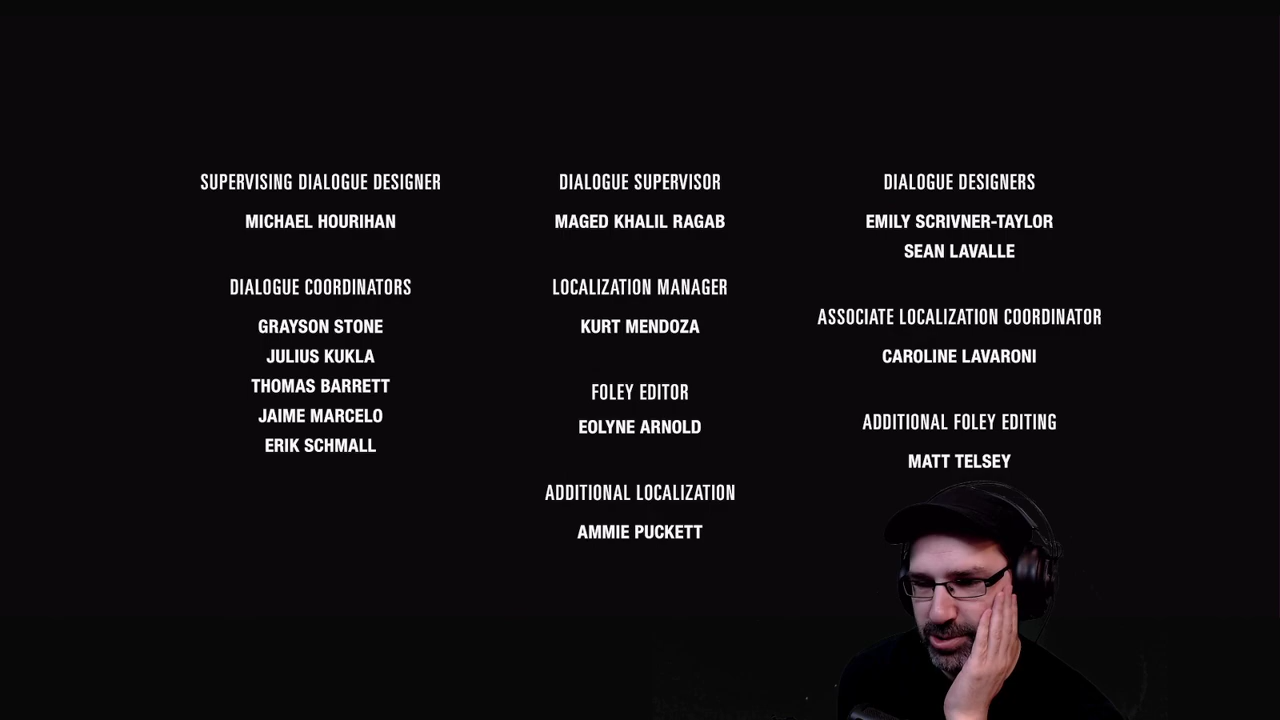 SUPERVISING DIALOGUE DESIGNER
MICHAEL HOURIHAN
DIALOGUE COORDINATORS
GRAYSON STONE
JULIUS KUKLA
THOMAS BARRETT
JAIME MARCELO
ERIK SCHMALL
DIALOGUE SUPERVISOR
MAGED KHALIL RAGAB
LOCALIZATION MANAGER
KURT MENDOZA
FOLEY EDITOR
EOLYNE ARNOLD
ADDITIONAL LOCALIZATION
AMMIE PUCKETT
DIALOGUE DESIGNERS
EMILY SCRIVNER-TAYLOR
SEAN LAVALLE
ASSOCIATE LOCALIZATION COORDINATOR
CAROLINE LAVARONI
ADDITIONAL FOLEY EDITING
MATT TELSEY